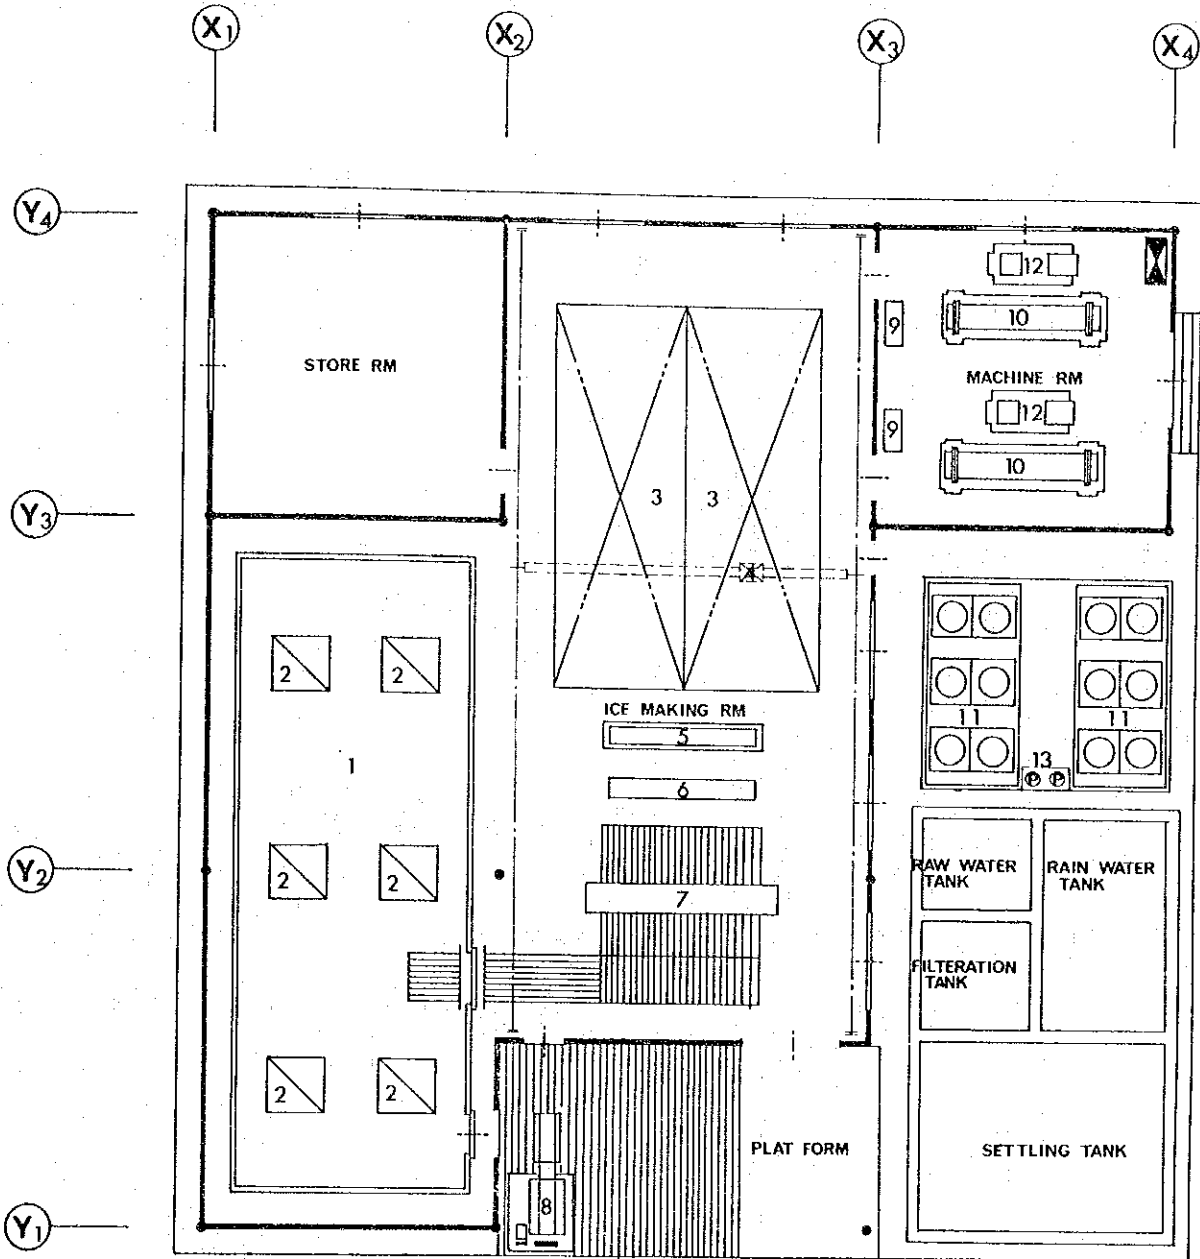 X1
X2
X3
X4
Y4
12
10
9
STORE RM
MACHINE RM
12
9
10
3 3
Y3
4
2 2
ICE MAKING RM
5
11 11
1
13
P P
6
Y2
2 2
RAW WATER
TANK
RAIN WATER
TANK
7
FILTERATION
TANK
2 2
PLAT FORM
SETTLING TANK
8
Y1